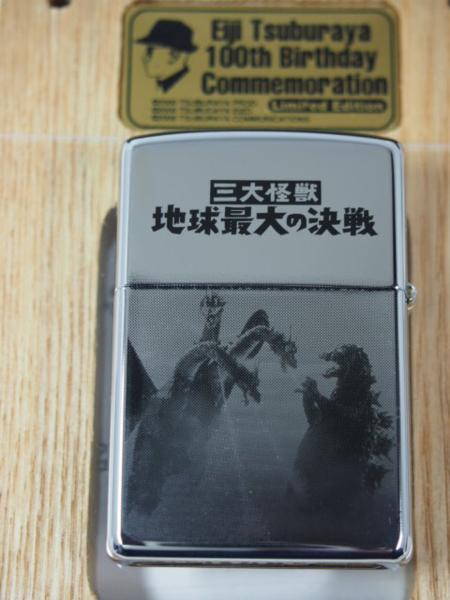 Eiji Tsuburaya
100th Birthday
Commemoration
Limited Edition
三大怪獣
地球最大の決戦